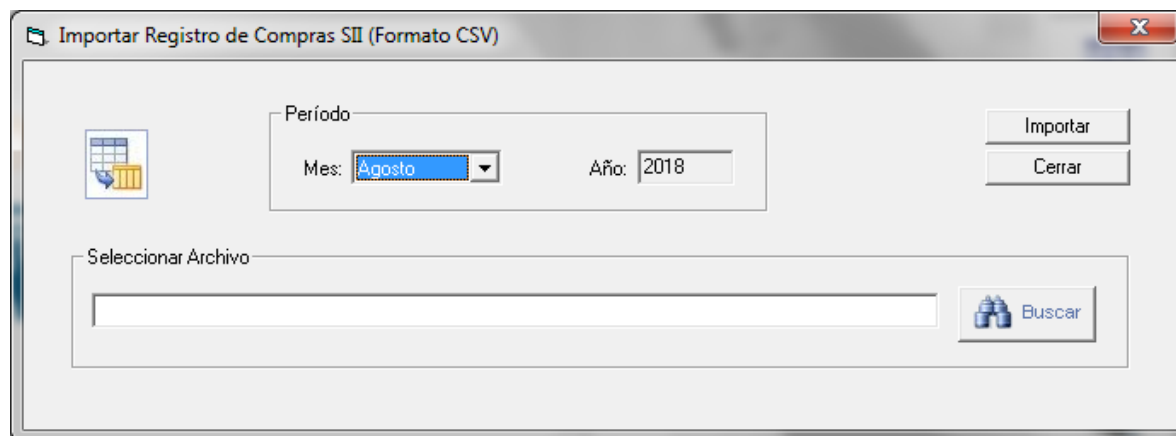 Importar Registro de Compras SII (Formato CSV)
Período
Mes: Agosto
Año: 2018
Importar
Cerrar
Seleccionar Archivo
Buscar